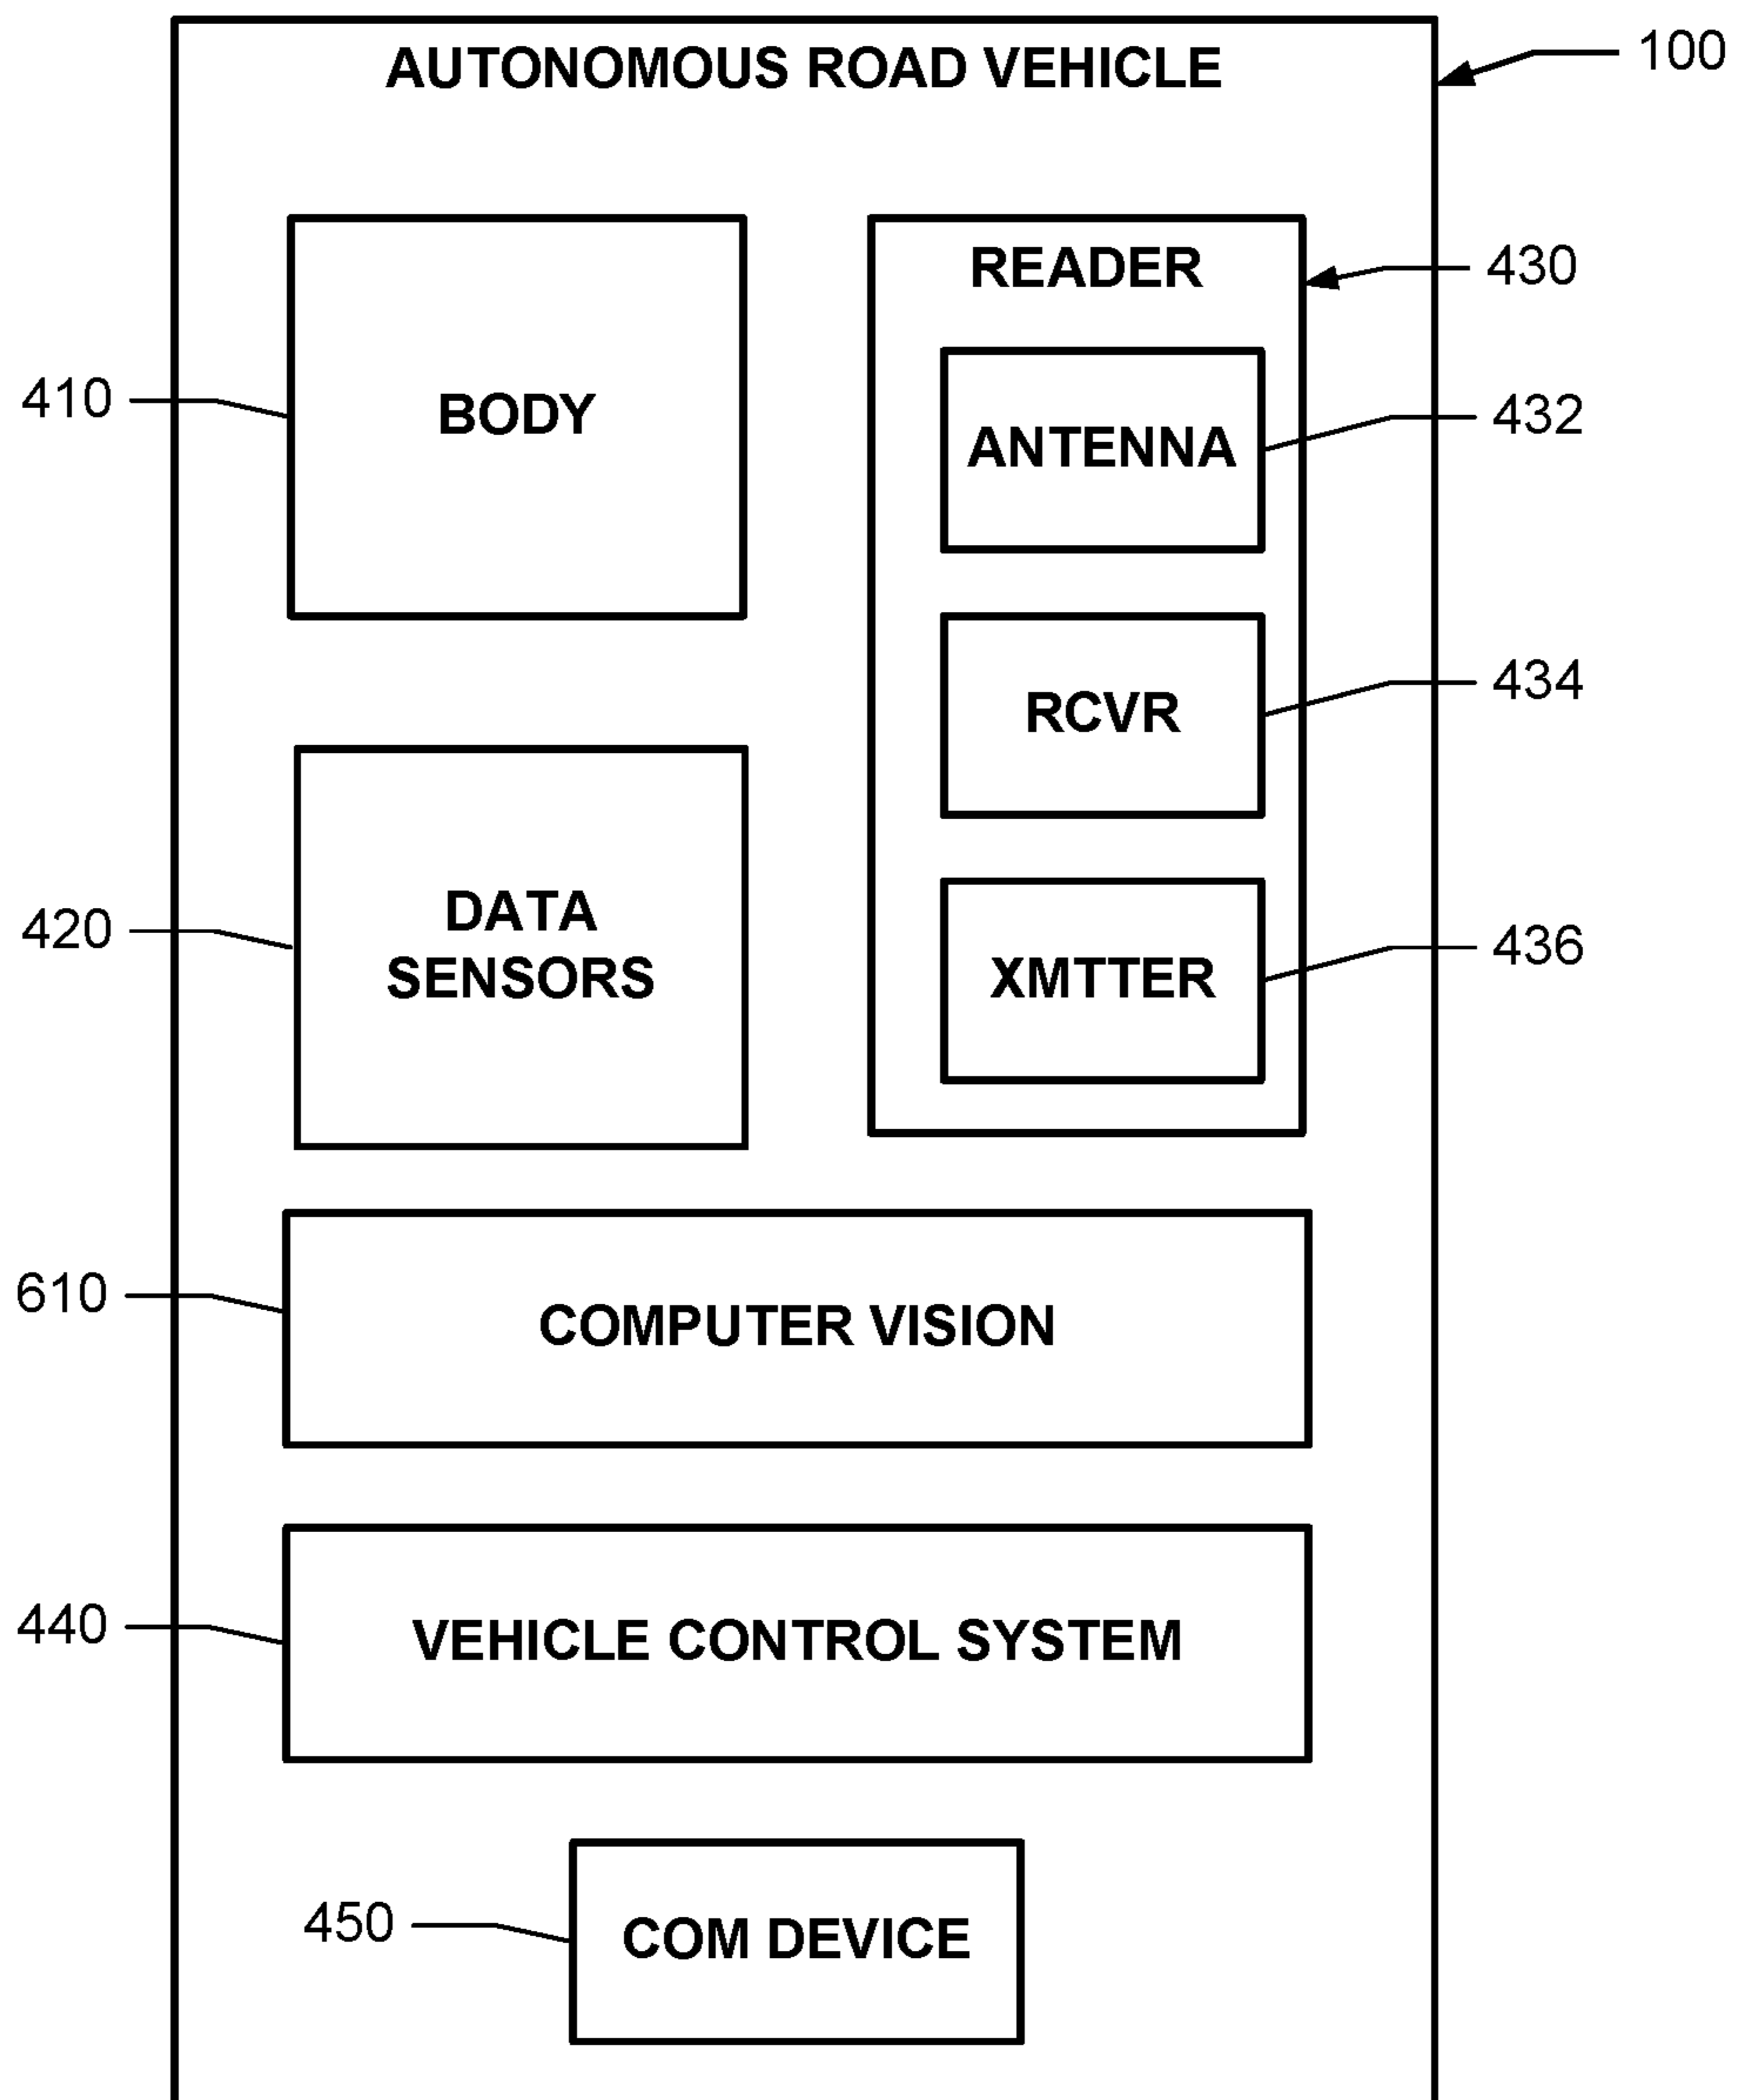 AUTONOMOUS ROAD VEHICLE
100
READER
430
410
BODY
ANTENNA
432
RCVR
434
420
DATA
SENSORS
XMTTER
436
610
COMPUTER VISION
440
VEHICLE CONTROL SYSTEM
450
COM DEVICE